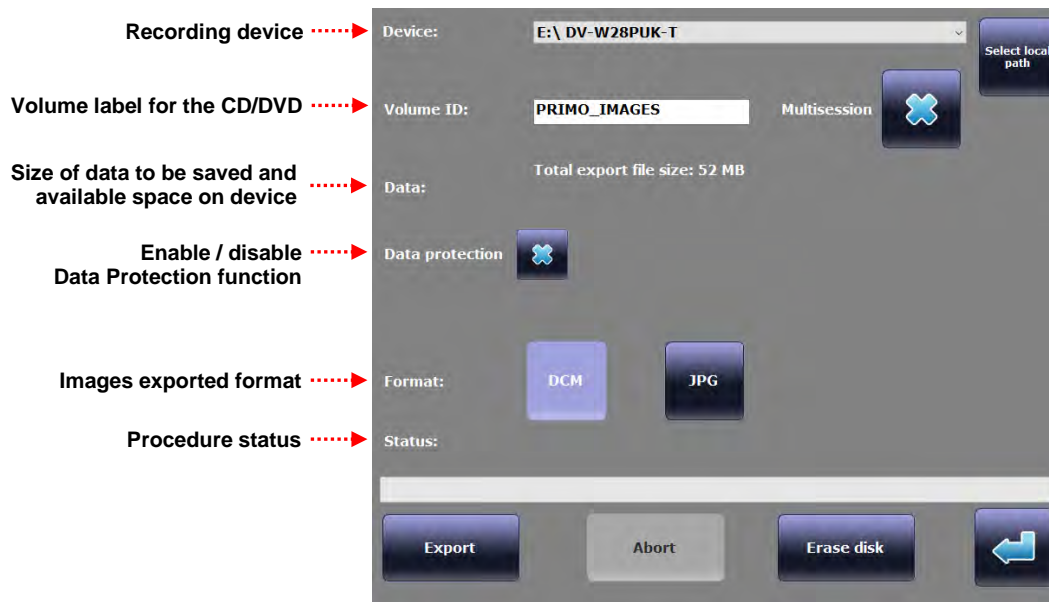 Recording device
Device:
E:\ DV-W28PUK-T
Select local
path
Volume label for the CD/DVD
Volume ID:
PRIMO_IMAGES
Multisession
Size of data to be saved and
available space on device
Total export file size: 52 MB
Data:
Enable / disable
Data Protection function
Data protection
Images exported format
Format:
DCM
JPG
Procedure status
Status:
Export
Abort
Erase disk